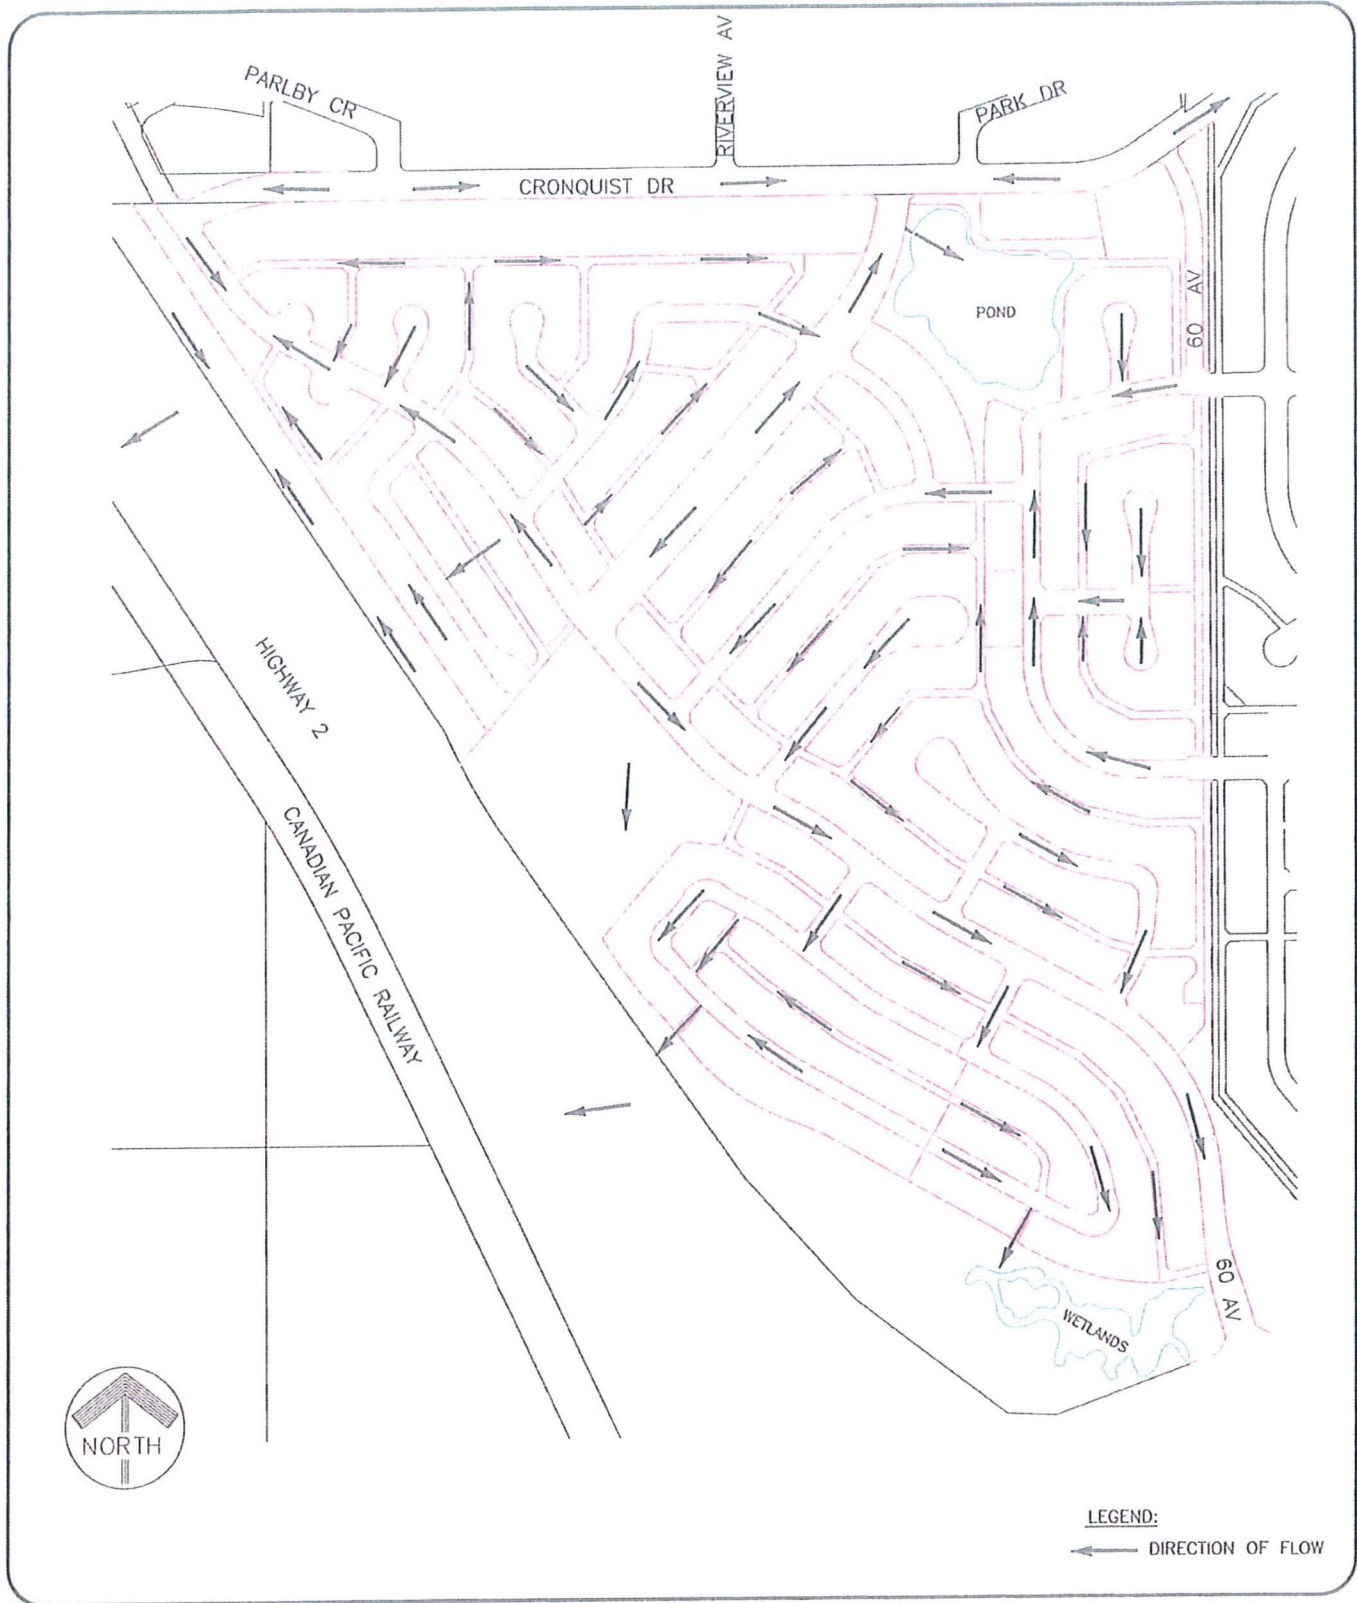 PARLBY CR
RIVERVIEW AV
PARK DR
CRONQUIST DR
60 AV
POND
HIGHWAY 2
CANADIAN PACIFIC RAILWAY
60 AV
WETLANDS
NORTH
LEGEND:
DIRECTION OF FLOW